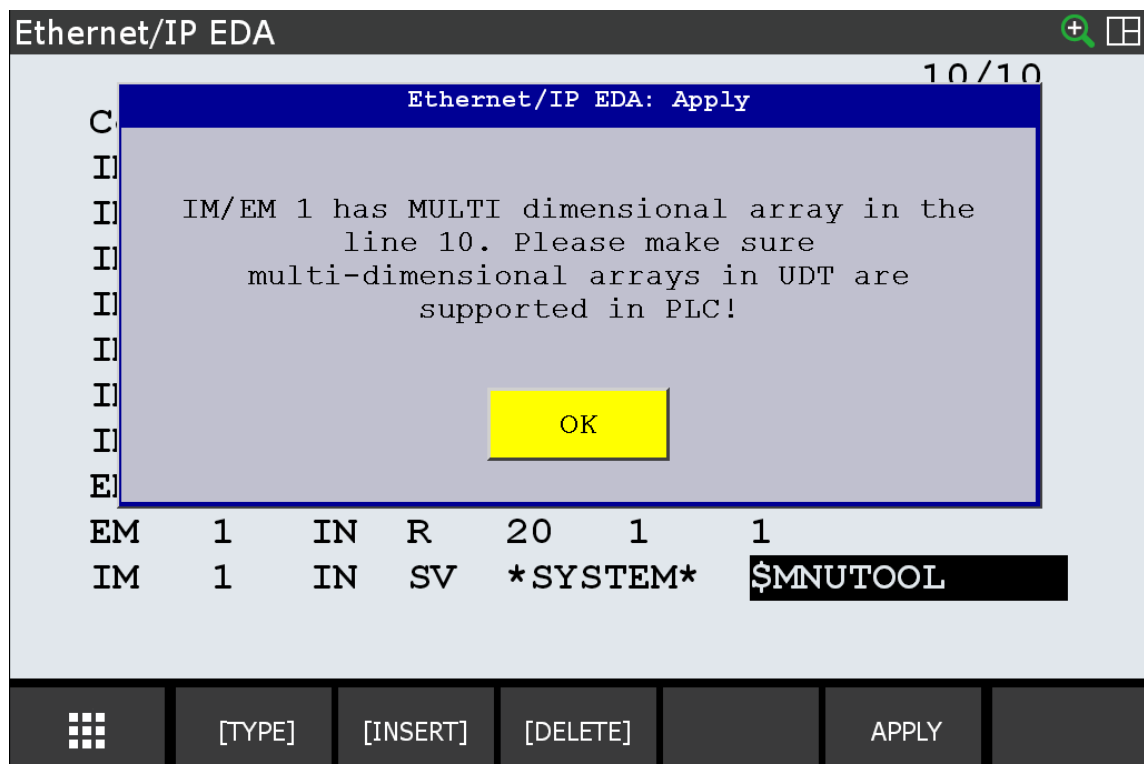 Ethernet/IP EDA
10/10
Ethernet/IP EDA: Apply
IM/EM 1 has MULTI dimensional array in the
line 10. Please make sure
multi-dimensional arrays in UDT are
supported in PLC!
OK
EM 1 IN R 20 1 1
IM 1 IN SV *SYSTEM* $MNUTOOL
[TYPE] [INSERT] [DELETE] APPLY